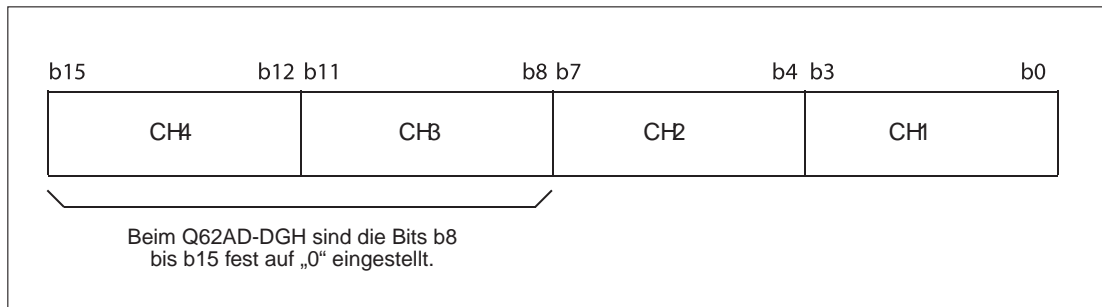 b15 b12 b11 b8 b7 b4 b3 b0
CH4 CH3 CH2 CH1
Beim Q62AD-DGH sind die Bits b8
bis b15 fest auf „0“ eingestellt.